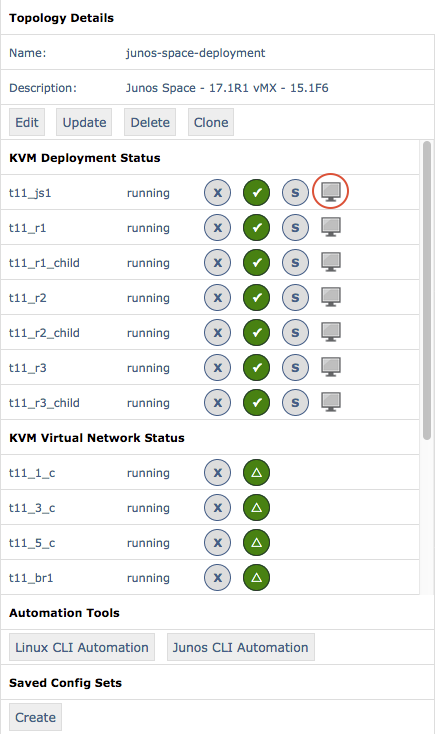 Topology Details
Name: junos-space-deployment
Description: Junos Space - 17.1R1 vMX - 15.1F6
Edit Update Delete Clone
KVM Deployment Status
t11_js1 running X ✔ S
t11_r1 running X ✔ S
t11_r1_child running X ✔ S
t11_r2 running X ✔ S
t11_r2_child running X ✔ S
t11_r3 running X ✔ S
t11_r3_child running X ✔ S
KVM Virtual Network Status
t11_1_c running X △
t11_3_c running X △
t11_5_c running X △
t11_br1 running X △
Automation Tools
Linux CLI Automation Junos CLI Automation
Saved Config Sets
Create